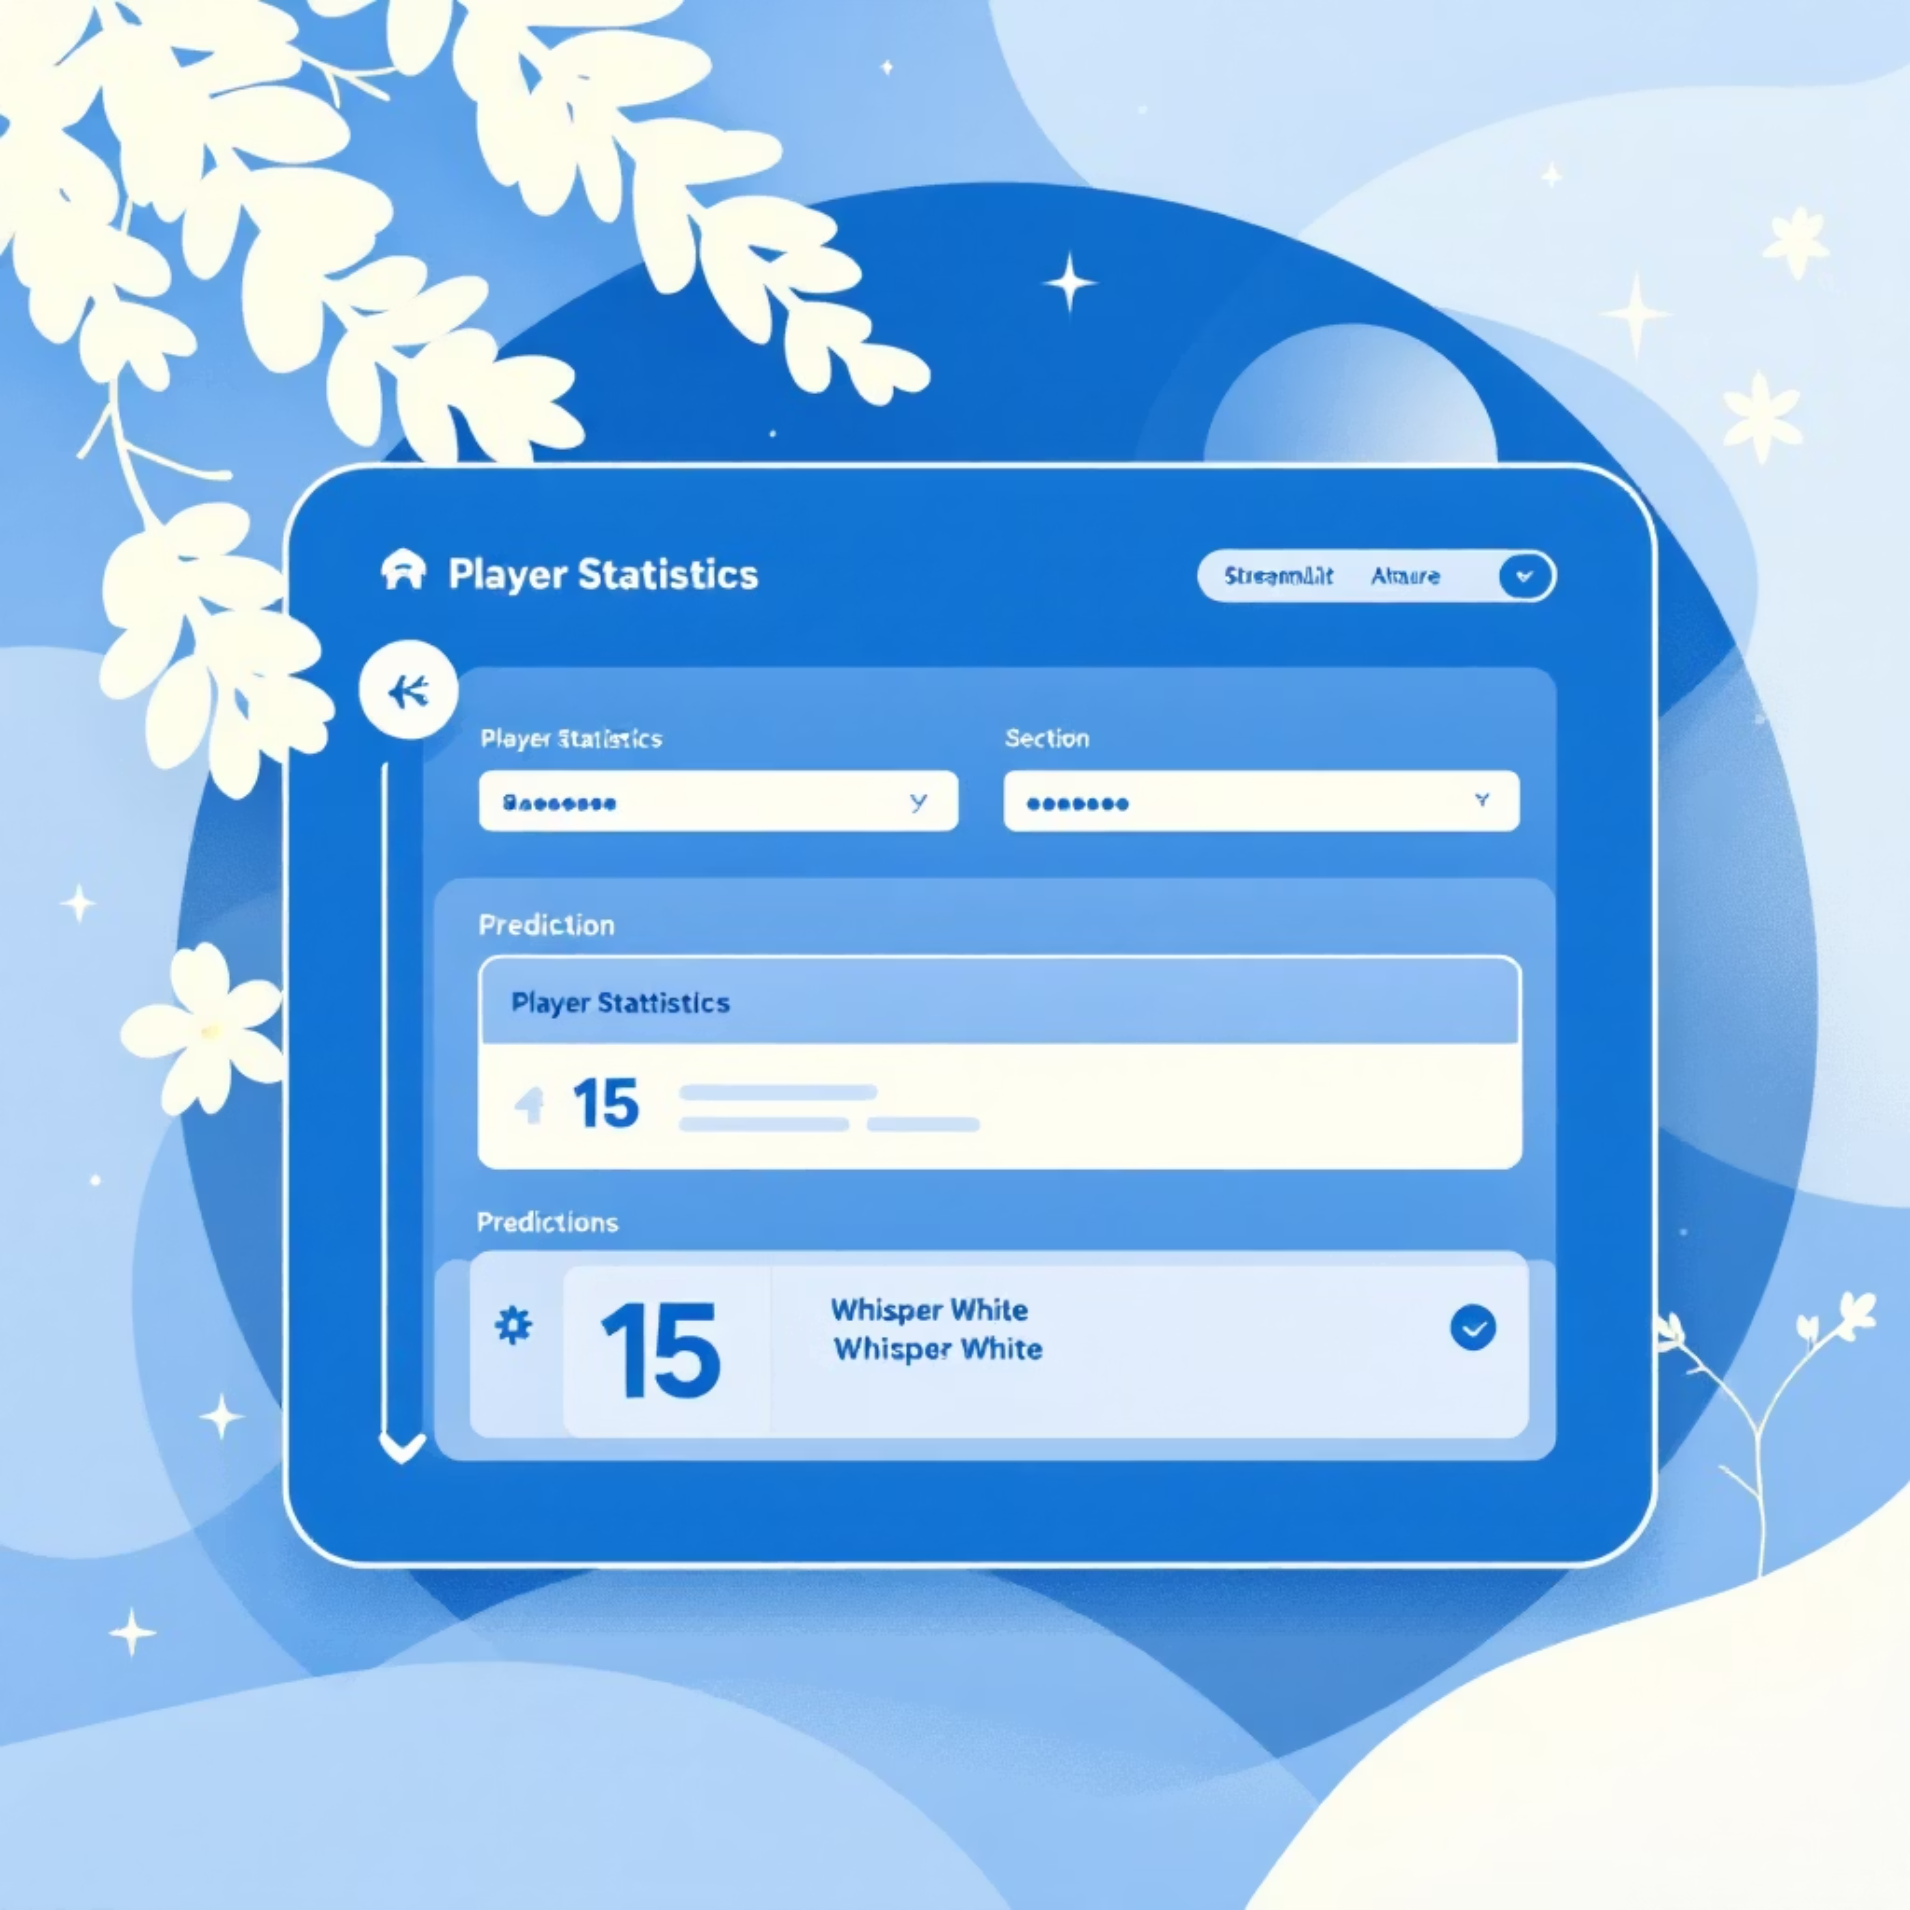 Player Statistics
Player Statistics
Section
Prediction
Player Stattistics
15
Predictions
15
Whisper White
Whisper White